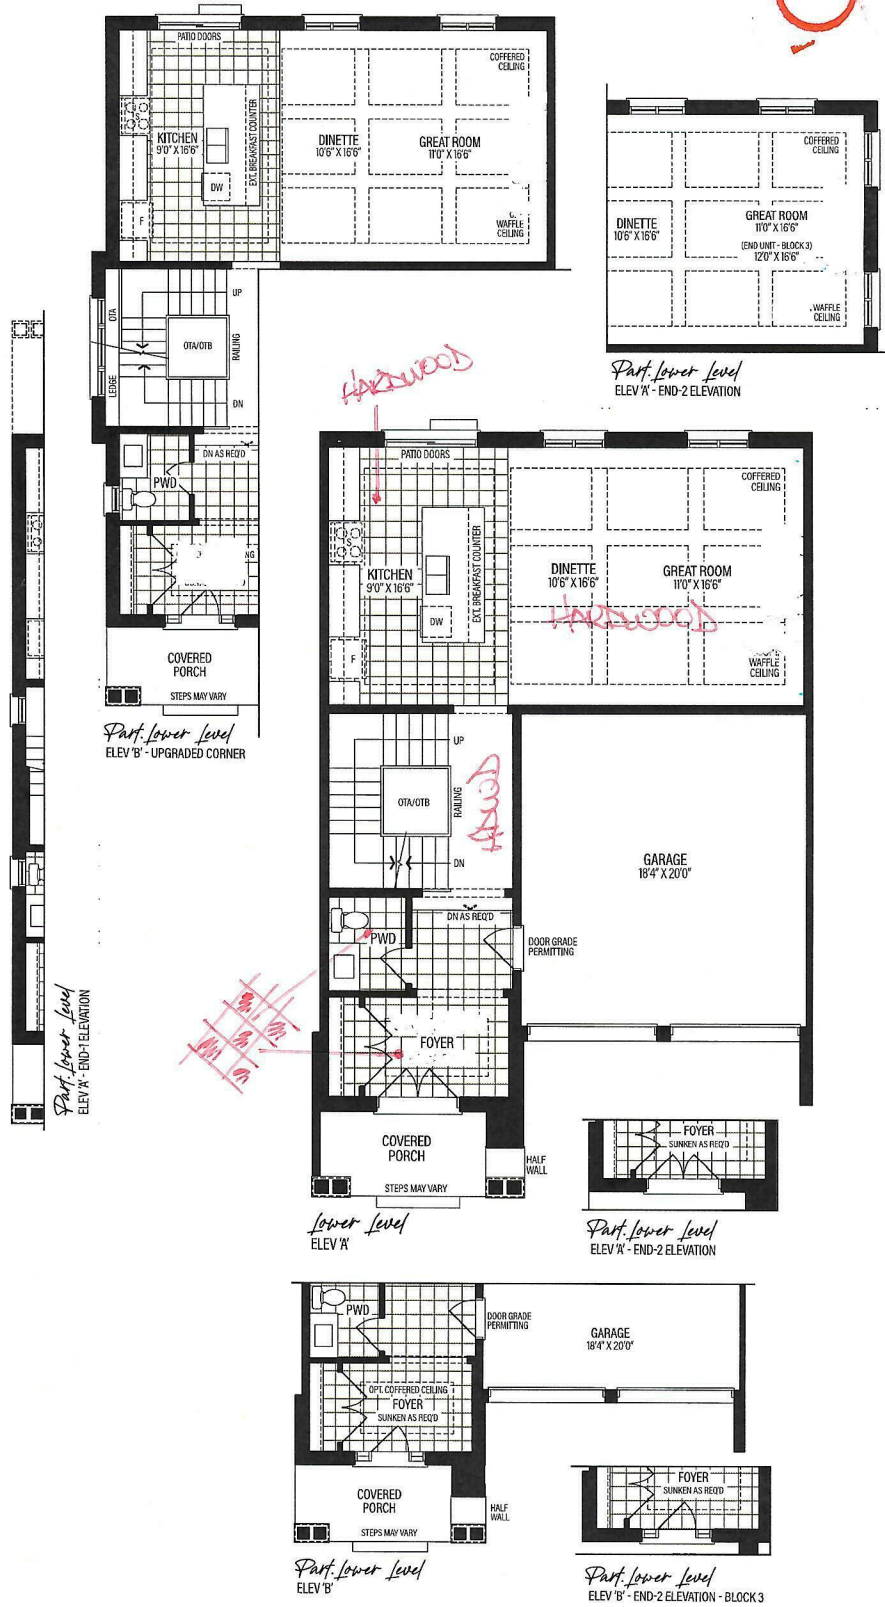 PATIO DOORS
COFFERED
CEILING
KITCHEN
9'0" X 16'6"
EXT. BREAKFAST COUNTER
DINETTE
10'6" X 16'6"
GREAT ROOM
11'0" X 16'6"
S
DW
F
WAFFLE
CEILING
UP
OTA
OTA/OTB
RAILING
LEDGE
DN
DN AS REQ'D
PWD
COVERED
PORCH
STEPS MAY VARY
Part. Lower Level
ELEV 'B' - UPGRADED CORNER
COFFERED
CEILING
DINETTE
10'6" X 16'6"
GREAT ROOM
11'0" X 16'6"
(END UNIT - BLOCK 3)
12'0" X 16'6"
WAFFLE
CEILING
Part. Lower Level
ELEV 'A' - END-2 ELEVATION
HARDWOOD
PATIO DOORS
COFFERED
CEILING
S
KITCHEN
9'0" X 16'6"
EXT. BREAKFAST COUNTER
DINETTE
10'6" X 16'6"
GREAT ROOM
11'0" X 16'6"
HARDWOOD
DW
F
WAFFLE
CEILING
UP
OTA/OTB
RAILING
DN
GARAGE
18'4" X 20'0"
DN AS REQ'D
PWD
DOOR GRADE
PERMITTING
FOYER
COVERED
PORCH
HALF
WALL
STEPS MAY VARY
Lower Level
ELEV 'A'
Part. Lower Level
ELEV 'A' - END-1 ELEVATION
FOYER
SUNKEN AS REQ'D
Part. Lower Level
ELEV 'A' - END-2 ELEVATION
PWD
DOOR GRADE
PERMITTING
GARAGE
18'4" X 20'0"
OPT. COFFERED CEILING
FOYER
SUNKEN AS REQ'D
COVERED
PORCH
HALF
WALL
STEPS MAY VARY
Part. Lower Level
ELEV 'B'
FOYER
SUNKEN AS REQ'D
Part. Lower Level
ELEV 'B' - END-2 ELEVATION - BLOCK 3